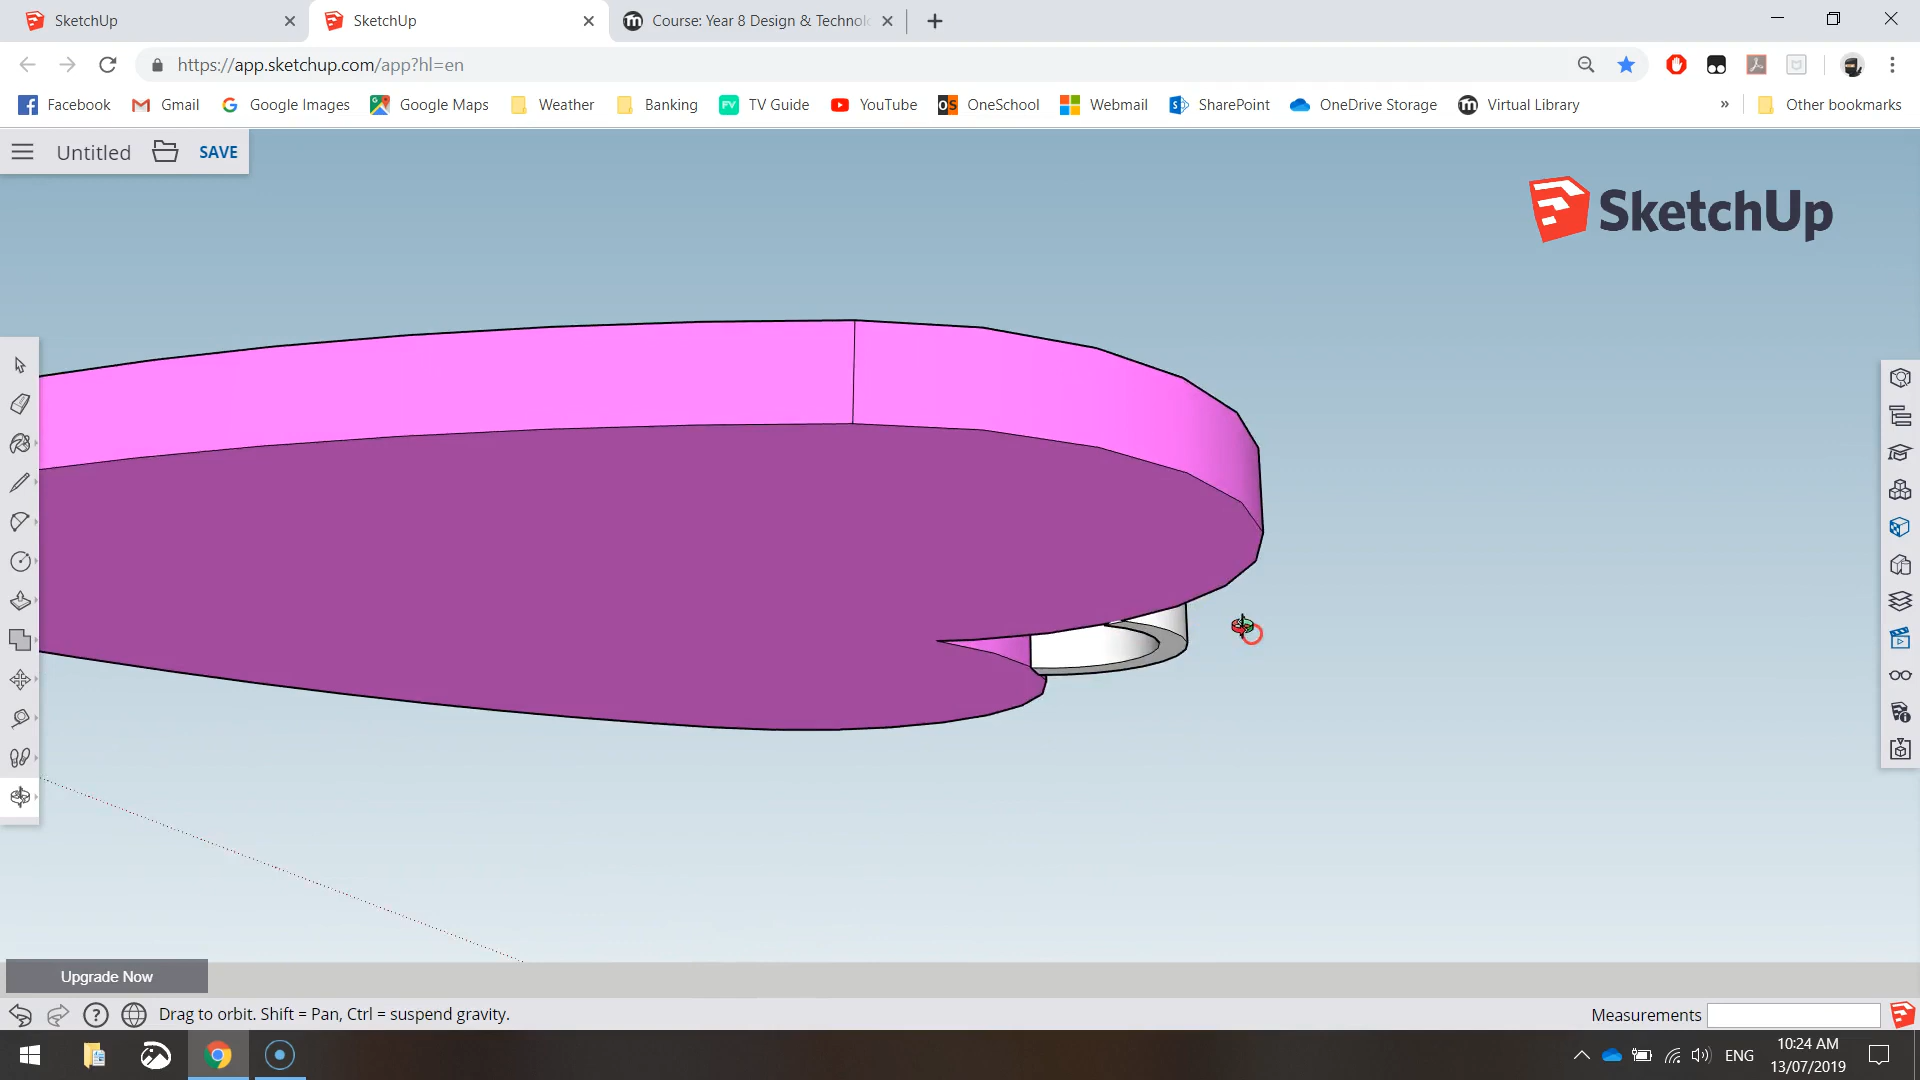 SketchUp
SketchUp
Course: Year 8 Design & Technol
https://app.sketchup.com/app?hl=en
Facebook Gmail Google Images Google Maps Weather Banking TV Guide YouTube OneSchool Webmail SharePoint OneDrive Storage Virtual Library » Other bookmarks
Untitled SAVE
SketchUp
Upgrade Now
Drag to orbit. Shift = Pan, Ctrl = suspend gravity.
Measurements
ENG
10:24 AM
13/07/2019